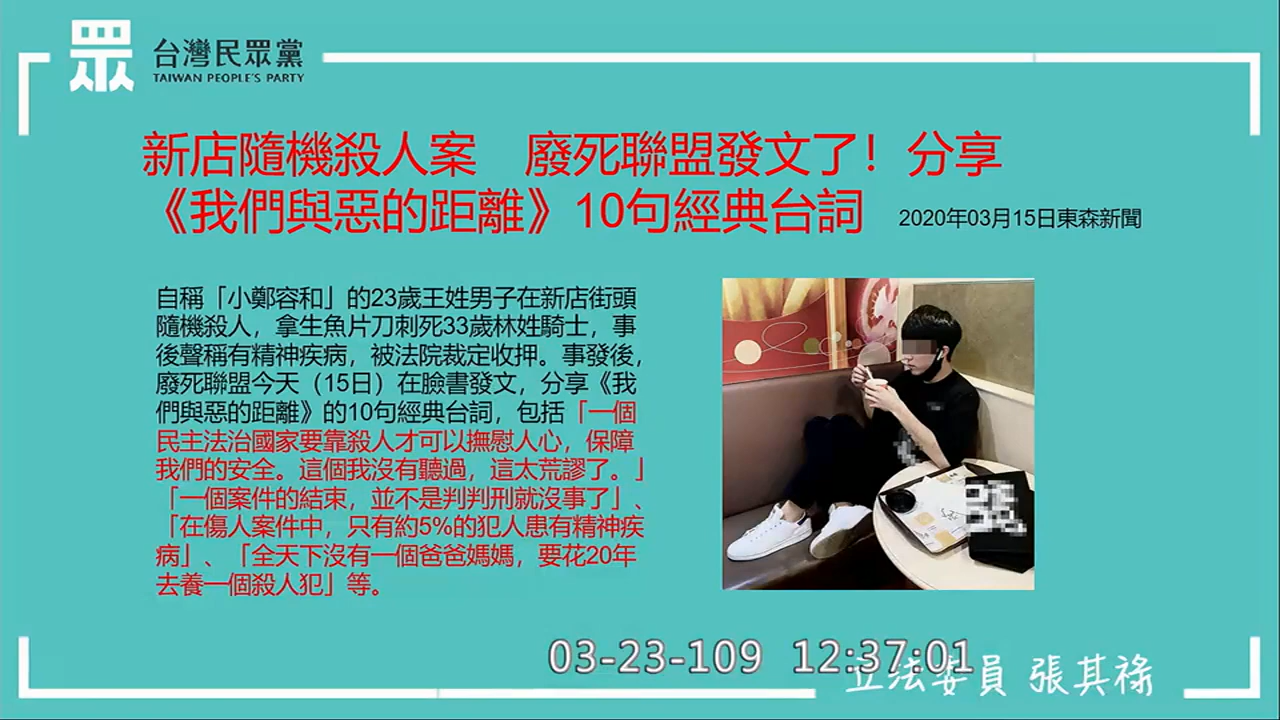 眾 台灣民眾黨
TAIWAN PEOPLE'S PARTY
新店隨機殺人案　廢死聯盟發文了！分享
《我們與惡的距離》10句經典台詞 2020年03月15日東森新聞
自稱「小鄭容和」的23歲王姓男子在新店街頭
隨機殺人，拿生魚片刀刺死33歲林姓騎士，事
後聲稱有精神疾病，被法院裁定收押。事發後，
廢死聯盟今天（15日）在臉書發文，分享《我
們與惡的距離》的10句經典台詞，包括「一個
民主法治國家要靠殺人才可以撫慰人心，保障
我們的安全。這個我沒有聽過，這太荒謬了。」
「一個案件的結束，並不是判判刑就沒事了」、
「在傷人案件中，只有約5%的犯人患有精神疾
病」、「全天下沒有一個爸爸媽媽，要花20年
去養一個殺人犯」等。
03-23-109 12:37:01
立法委員 張其祿